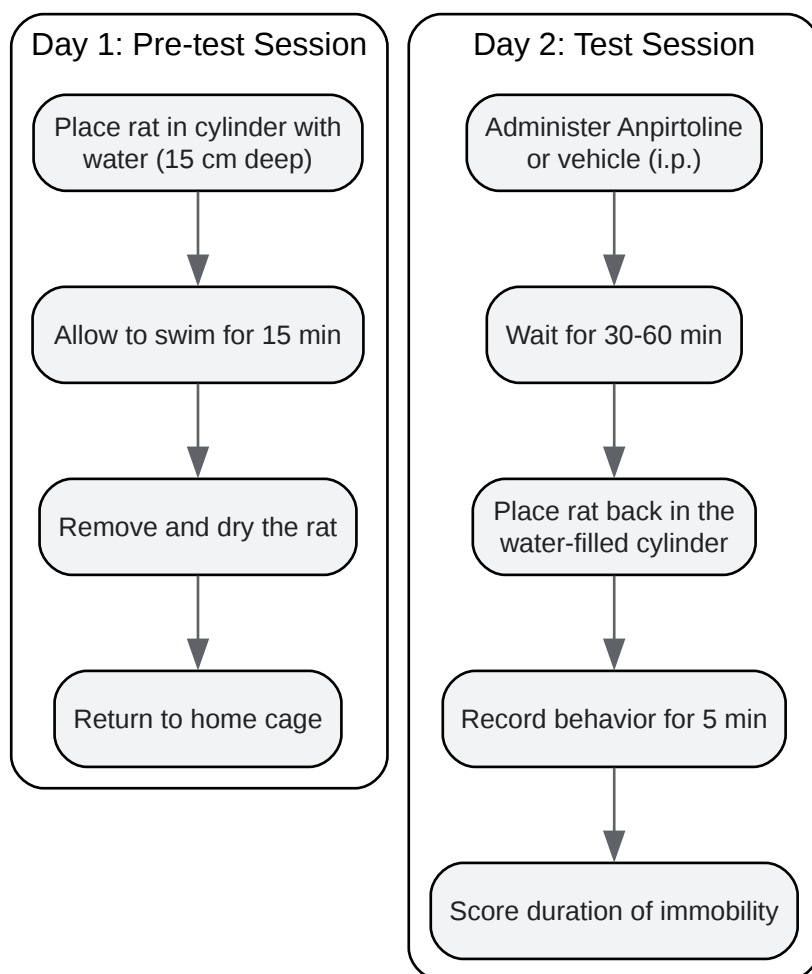 Day 1: Pre-test Session
Place rat in cylinder with
water (15 cm deep)
Allow to swim for 15 min
Remove and dry the rat
Return to home cage
Day 2: Test Session
Administer Anpirtoline
or vehicle (i.p.)
Wait for 30-60 min
Place rat back in the
water-filled cylinder
Record behavior for 5 min
Score duration of immobility